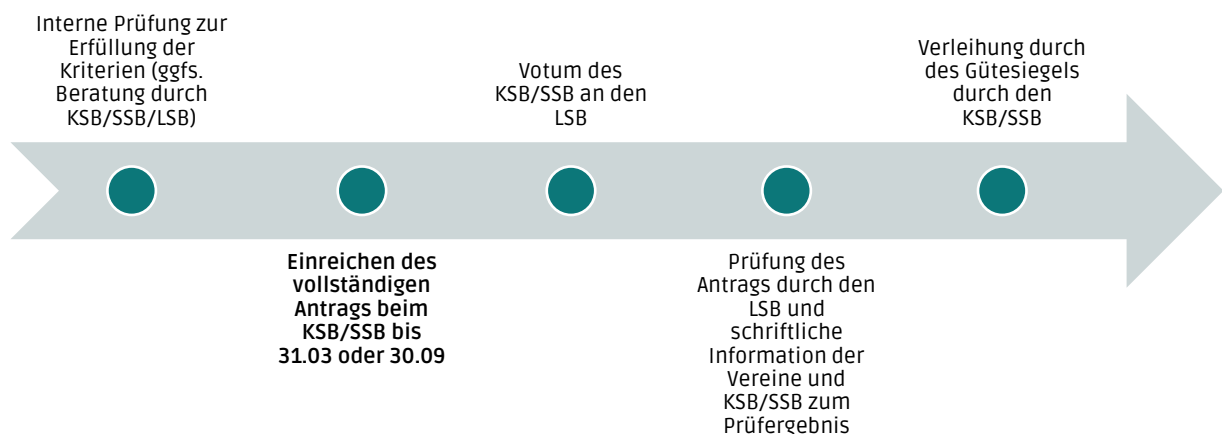 Interne Prüfung zur
Erfüllung der
Kriterien (ggfs.
Beratung durch
KSB/SSB/LSB)
Einreichen des
vollständigen
Antrags beim
KSB/SSB bis
31.03 oder 30.09
Votum des
KSB/SSB an den
LSB
Prüfung des
Antrags durch den
LSB und
schriftliche
Information der
Vereine und
KSB/SSB zum
Prüfergebnis
Verleihung durch
des Gütesiegels
durch den
KSB/SSB